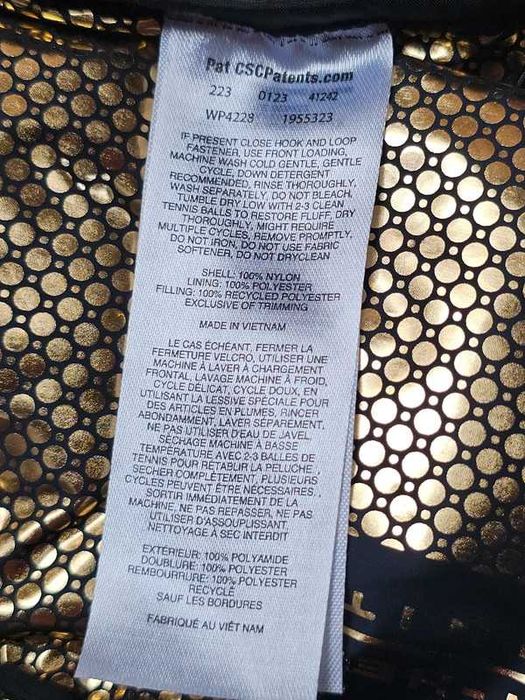 Pat CSCPatents.com
223 0123 41242
WP4228 1955323
IF PRESENT CLOSE HOOK AND LOOP
FASTENER, USE FRONT LOADING,
MACHINE WASH COLD GENTLE, GENTLE
CYCLE, DOWN DETERGENT
RECOMMENDED, RINSE THOROUGHLY,
WASH SEPARATELY, DO NOT BLEACH,
TUMBLE DRY LOW WITH 2-3 CLEAN
TENNIS BALLS TO RESTORE FLUFF, DRY
THOROUGHLY, MIGHT REQUIRE
MULTIPLE CYCLES, REMOVE PROMPTLY,
DO NOT IRON, DO NOT USE FABRIC
SOFTENER, DO NOT DRYCLEAN
SHELL: 100% NYLON
LINING: 100% POLYESTER
FILLING: 100% RECYCLED POLYESTER
EXCLUSIVE OF TRIMMING
MADE IN VIETNAM
LE CAS ÉCHÉANT, FERMER LA
FERMETURE VELCRO, UTILISER UNE
MACHINE À LAVER À CHARGEMENT
FRONTAL, LAVAGE MACHINE À FROID,
CYCLE DÉLICAT, CYCLE DOUX, EN
UTILISANT LA LESSIVE SPÉCIALE POUR
DES ARTICLES EN PLUMES, RINCER
ABONDAMMENT, LAVER SÉPAREMENT,
NE PAS UTILISER D'EAU DE JAVEL,
SÉCHAGE MACHINE À BASSE
TEMPÉRATURE AVEC 2-3 BALLES DE
TENNIS POUR RETABUR LA PELUCHE ,
SECHER COMPLÈTEMENT, PLUSIEURS
CYCLES PEUVENT ÊTRE NÉCESSAIRES ,
SORTIR IMMÉDIATEMENT DE LA
MACHINE, NE PAS REPASSER, NE PAS
UTILISER D'ASSOUPLISSANT,
NETTOYAGE À SEC INTERDIT
EXTÉRIEUR: 100% POLYAMIDE
DOUBLURE: 100% POLYESTER
REMBOURRURE: 100% POLYESTER
RECYCLÉ
SAUF LES BORDURES
FABRIQUÉ AU VIÊT NAM